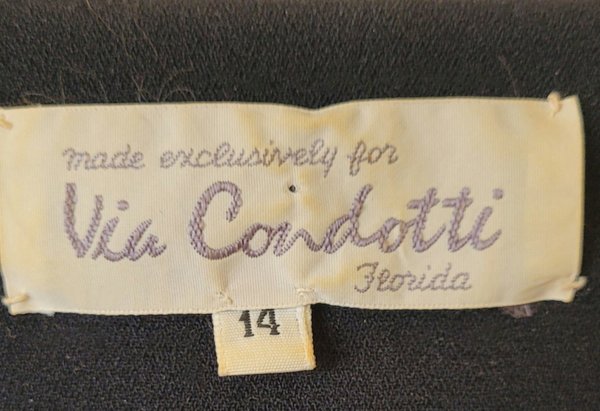 made exclusively for
Via Condotti
Florida
14